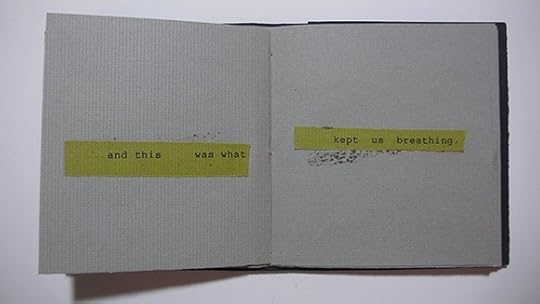 and this was what
kept us breathing,